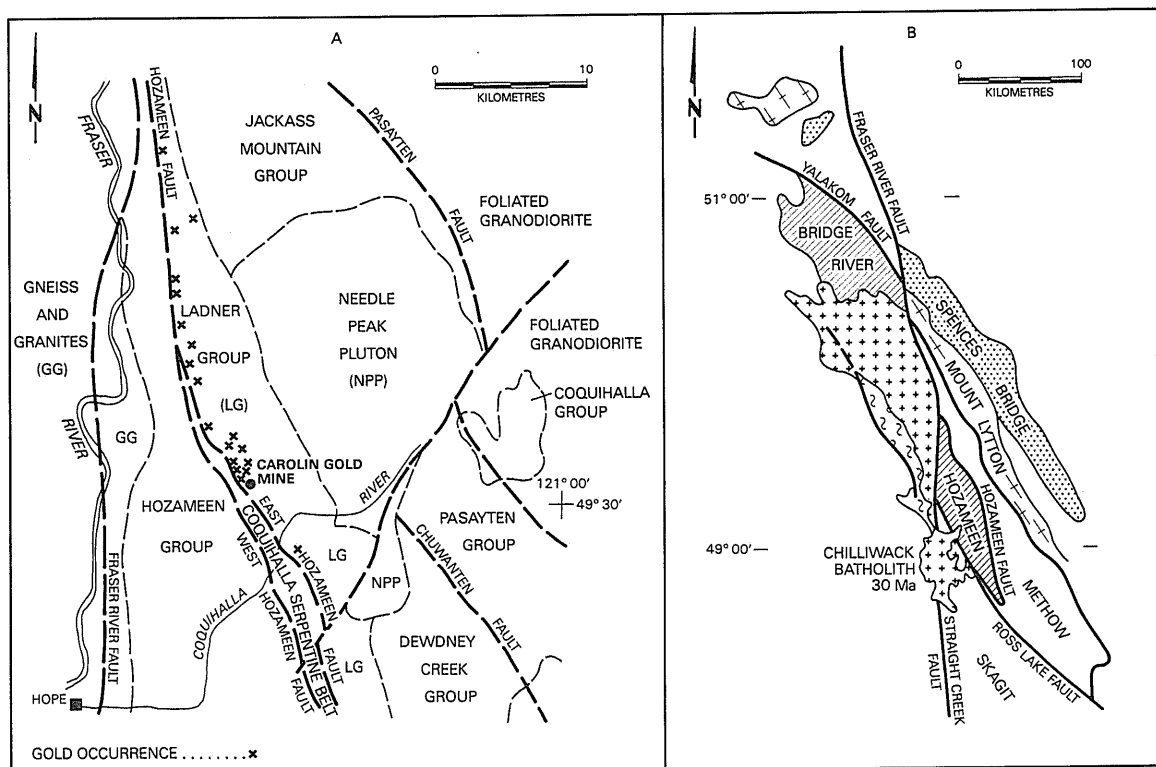 A
N
0 10
KILOMETRES
HOZAMEEN
FAULT
FRASER
RIVER
JACKASS
MOUNTAIN
GROUP
PASAYTEN
FAULT
FOLIATED
GRANODIORITE
GNEISS
AND
GRANITES
(GG)
LADNER
GROUP
(LG)
NEEDLE
PEAK
PLUTON
(NPP)
FOLIATED
GRANODIORITE
COQUIHALLA
GROUP
GG
CAROLIN GOLD
MINE
RIVER
121° 00'
49° 30'
HOZAMEEN
GROUP
EAST
HOZAMEEN
FAULT
COQUIHALLA SERPENTINE BELT
WEST
HOZAMEEN
FAULT
LG
PASAYTEN
GROUP
CHUWANTEN
FAULT
NPP
COQUIHALLA
FRASER RIVER FAULT
LG
DEWDNEY
CREEK
GROUP
HOPE
GOLD OCCURRENCE ........x
B
N
0 100
KILOMETRES
FRASER RIVER FAULT
51° 00'
YALAKOM
FAULT
BRIDGE
RIVER
SPENCES
BRIDGE
MOUNT
LYTTON
HOZAMEEN
HOZAMEEN FAULT
49° 00'
CHILLIWACK
BATHOLITH
30 Ma
METHOW
ROSS LAKE FAULT
STRAIGHT CREEK
FAULT
SKAGIT